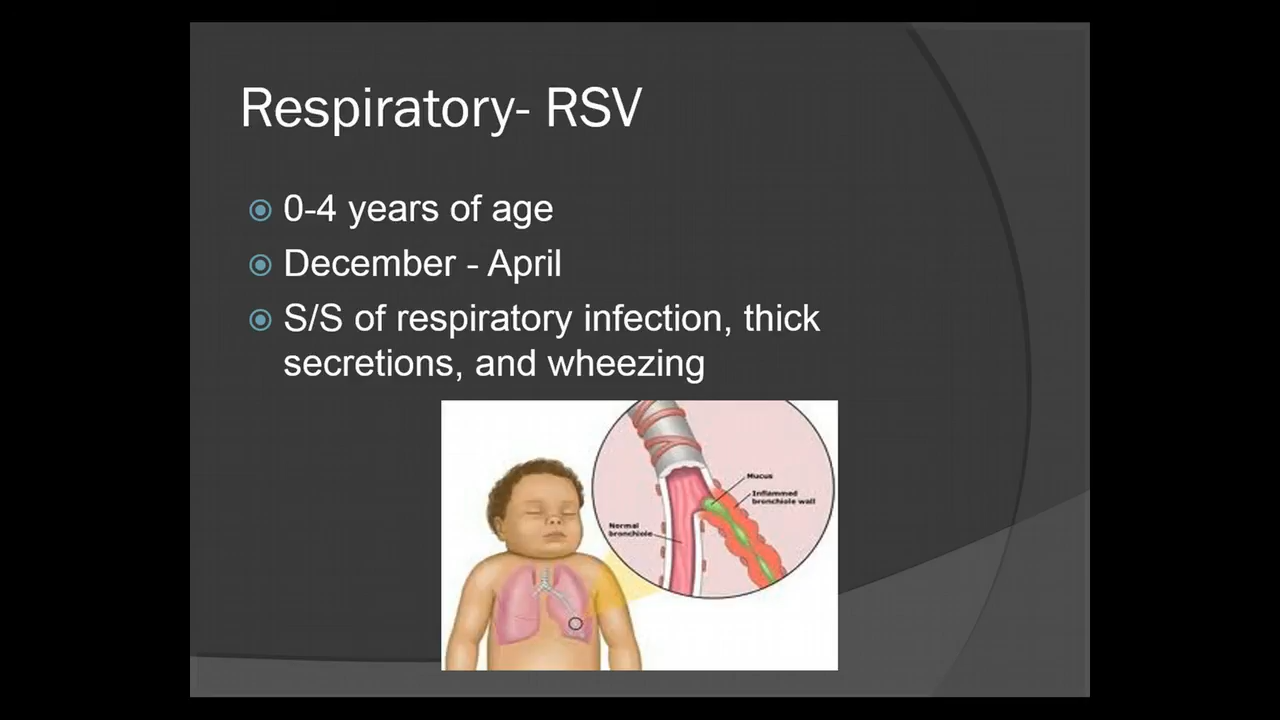 Respiratory- RSV
0-4 years of age
December - April
S/S of respiratory infection, thick
secretions, and wheezing
Mucus
Inflammed
bronchiole wall
Normal
bronchiole